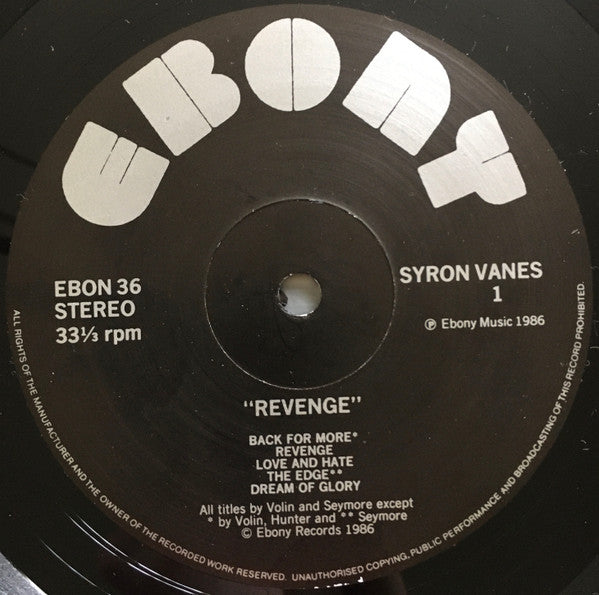 EBONY
EBON 36
STEREO
33⅓ rpm
SYRON VANES
1
Ⓟ Ebony Music 1986
"REVENGE"
BACK FOR MORE*
REVENGE
LOVE AND HATE
THE EDGE**
DREAM OF GLORY
All titles by Volin and Seymore except
* by Volin, Hunter and ** Seymore
© Ebony Records 1986
ALL RIGHTS OF THE MANUFACTURER AND THE OWNER OF THE RECORDED WORK RESERVED. UNAUTHORISED COPYING, PUBLIC PERFORMANCE AND BROADCASTING OF THIS RECORD PROHIBITED.